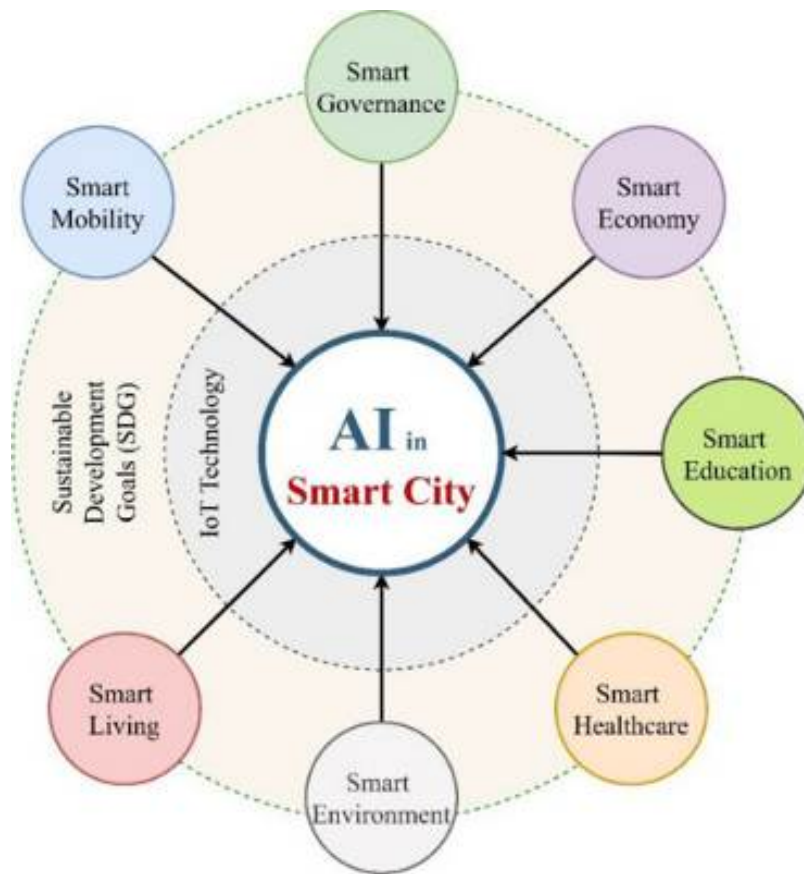 Smart
Governance
Smart
Mobility
Smart
Economy
Sustainable
Development
Goals (SDG)
IoT Technology
AI in
Smart City
Smart
Education
Smart
Living
Smart
Healthcare
Smart
Environment